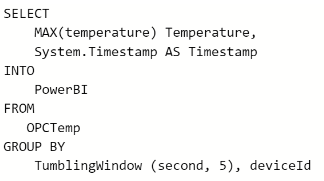 SELECT
MAX(temperature) Temperature,
System.Timestamp AS Timestamp
INTO
PowerBI
FROM
OPCTemp
GROUP BY
TumblingWindow (second, 5), deviceId